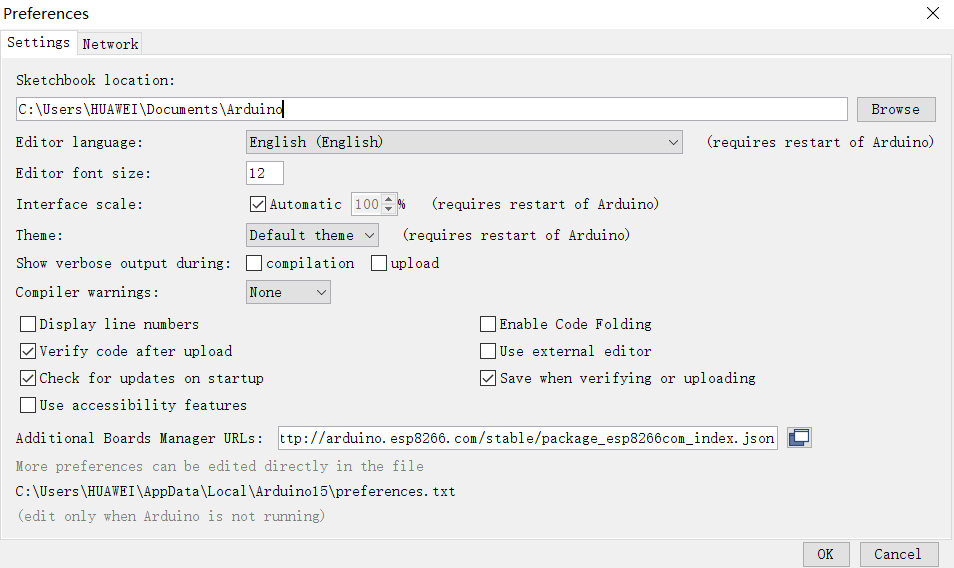 Preferences
Settings Network
Sketchbook location:
C:\Users\HUAWEI\Documents\Arduino Browse
Editor language: English (English) (requires restart of Arduino)
Editor font size: 12
Interface scale: Automatic 100 % (requires restart of Arduino)
Theme: Default theme (requires restart of Arduino)
Show verbose output during: compilation upload
Compiler warnings: None
Display line numbers Enable Code Folding
Verify code after upload Use external editor
Check for updates on startup Save when verifying or uploading
Use accessibility features
Additional Boards Manager URLs: ttp://arduino.esp8266.com/stable/package_esp8266com_index.json
More preferences can be edited directly in the file
C:\Users\HUAWEI\AppData\Local\Arduino15\preferences.txt
(edit only when Arduino is not running)
OK Cancel